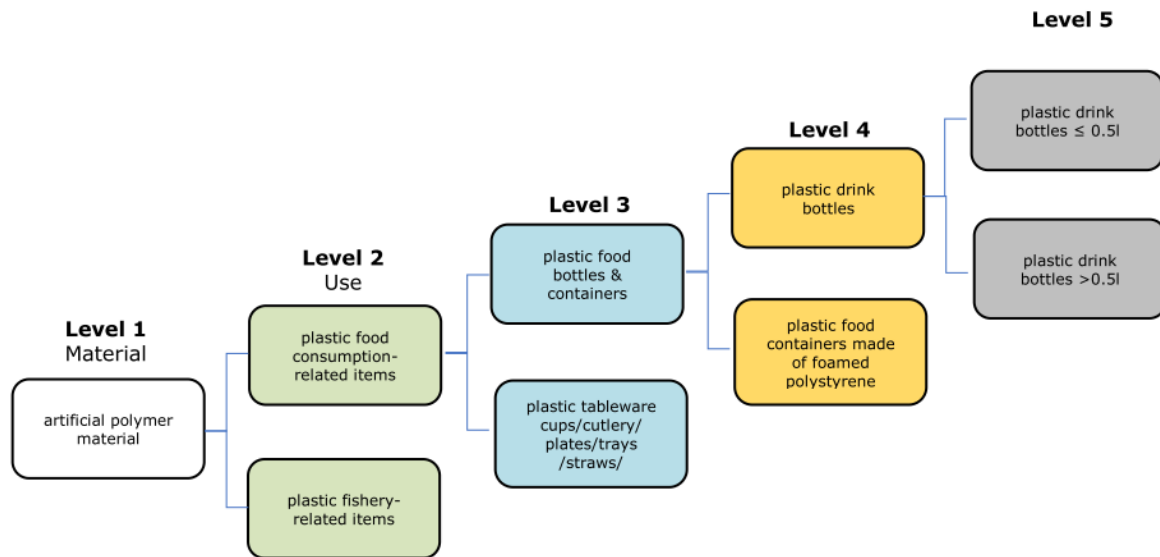 Level 1
Material
artificial polymer
material
Level 2
Use
plastic food
consumption-
related items
plastic fishery-
related items
Level 3
plastic food
bottles &
containers
plastic tableware
cups/cutlery/
plates/trays
/straws/
Level 4
plastic drink
bottles
plastic food
containers made
of foamed
polystyrene
Level 5
plastic drink
bottles ≤ 0.5l
plastic drink
bottles >0.5l